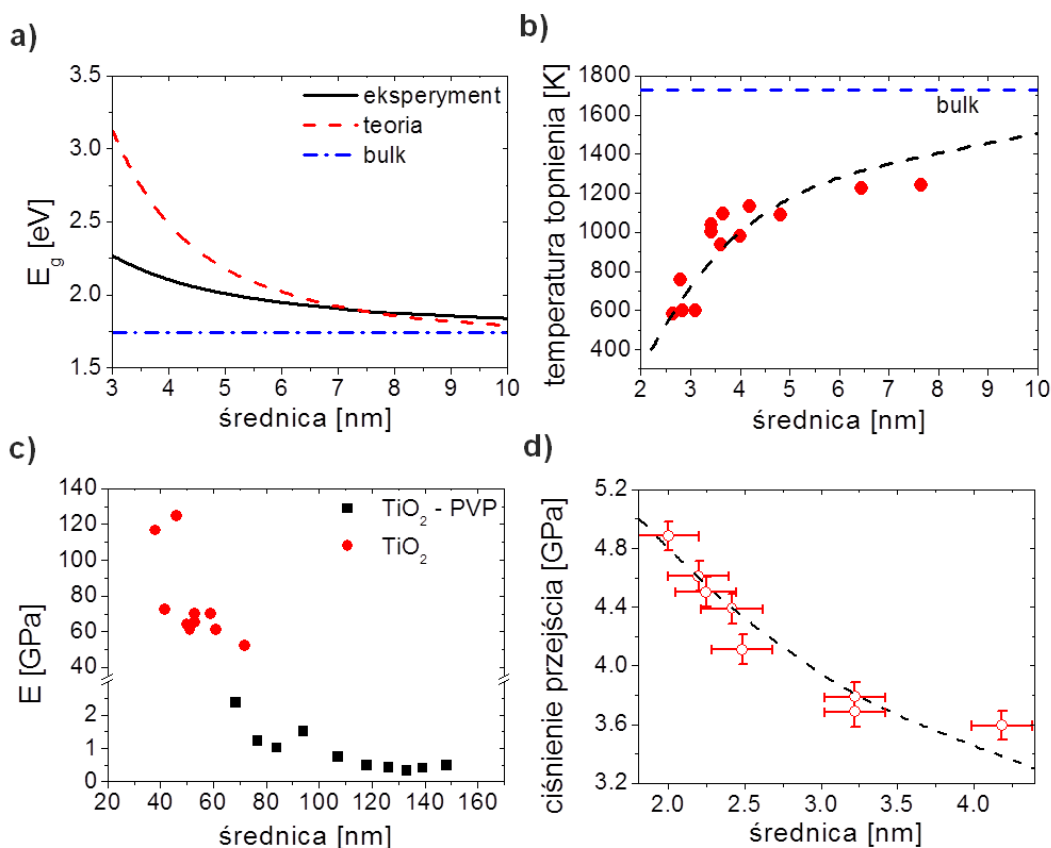 a)
3.5
3.0
2.5
2.0
1.5
E_g [eV]
eksperyment
teoria
bulk
3 4 5 6 7 8 9 10
średnica [nm]
b)
1800
1600
1400
1200
1000
800
600
400
temperatura topnienia [K]
bulk
2 3 4 5 6 7 8 9 10
średnica [nm]
c)
140
120
100
80
60
40
2
1
0
E [GPa]
TiO₂ - PVP
TiO₂
20 40 60 80 100 120 140 160
średnica [nm]
d)
5.2
4.8
4.4
4.0
3.6
3.2
ciśnienie przejścia [GPa]
2.0 2.5 3.0 3.5 4.0
średnica [nm]